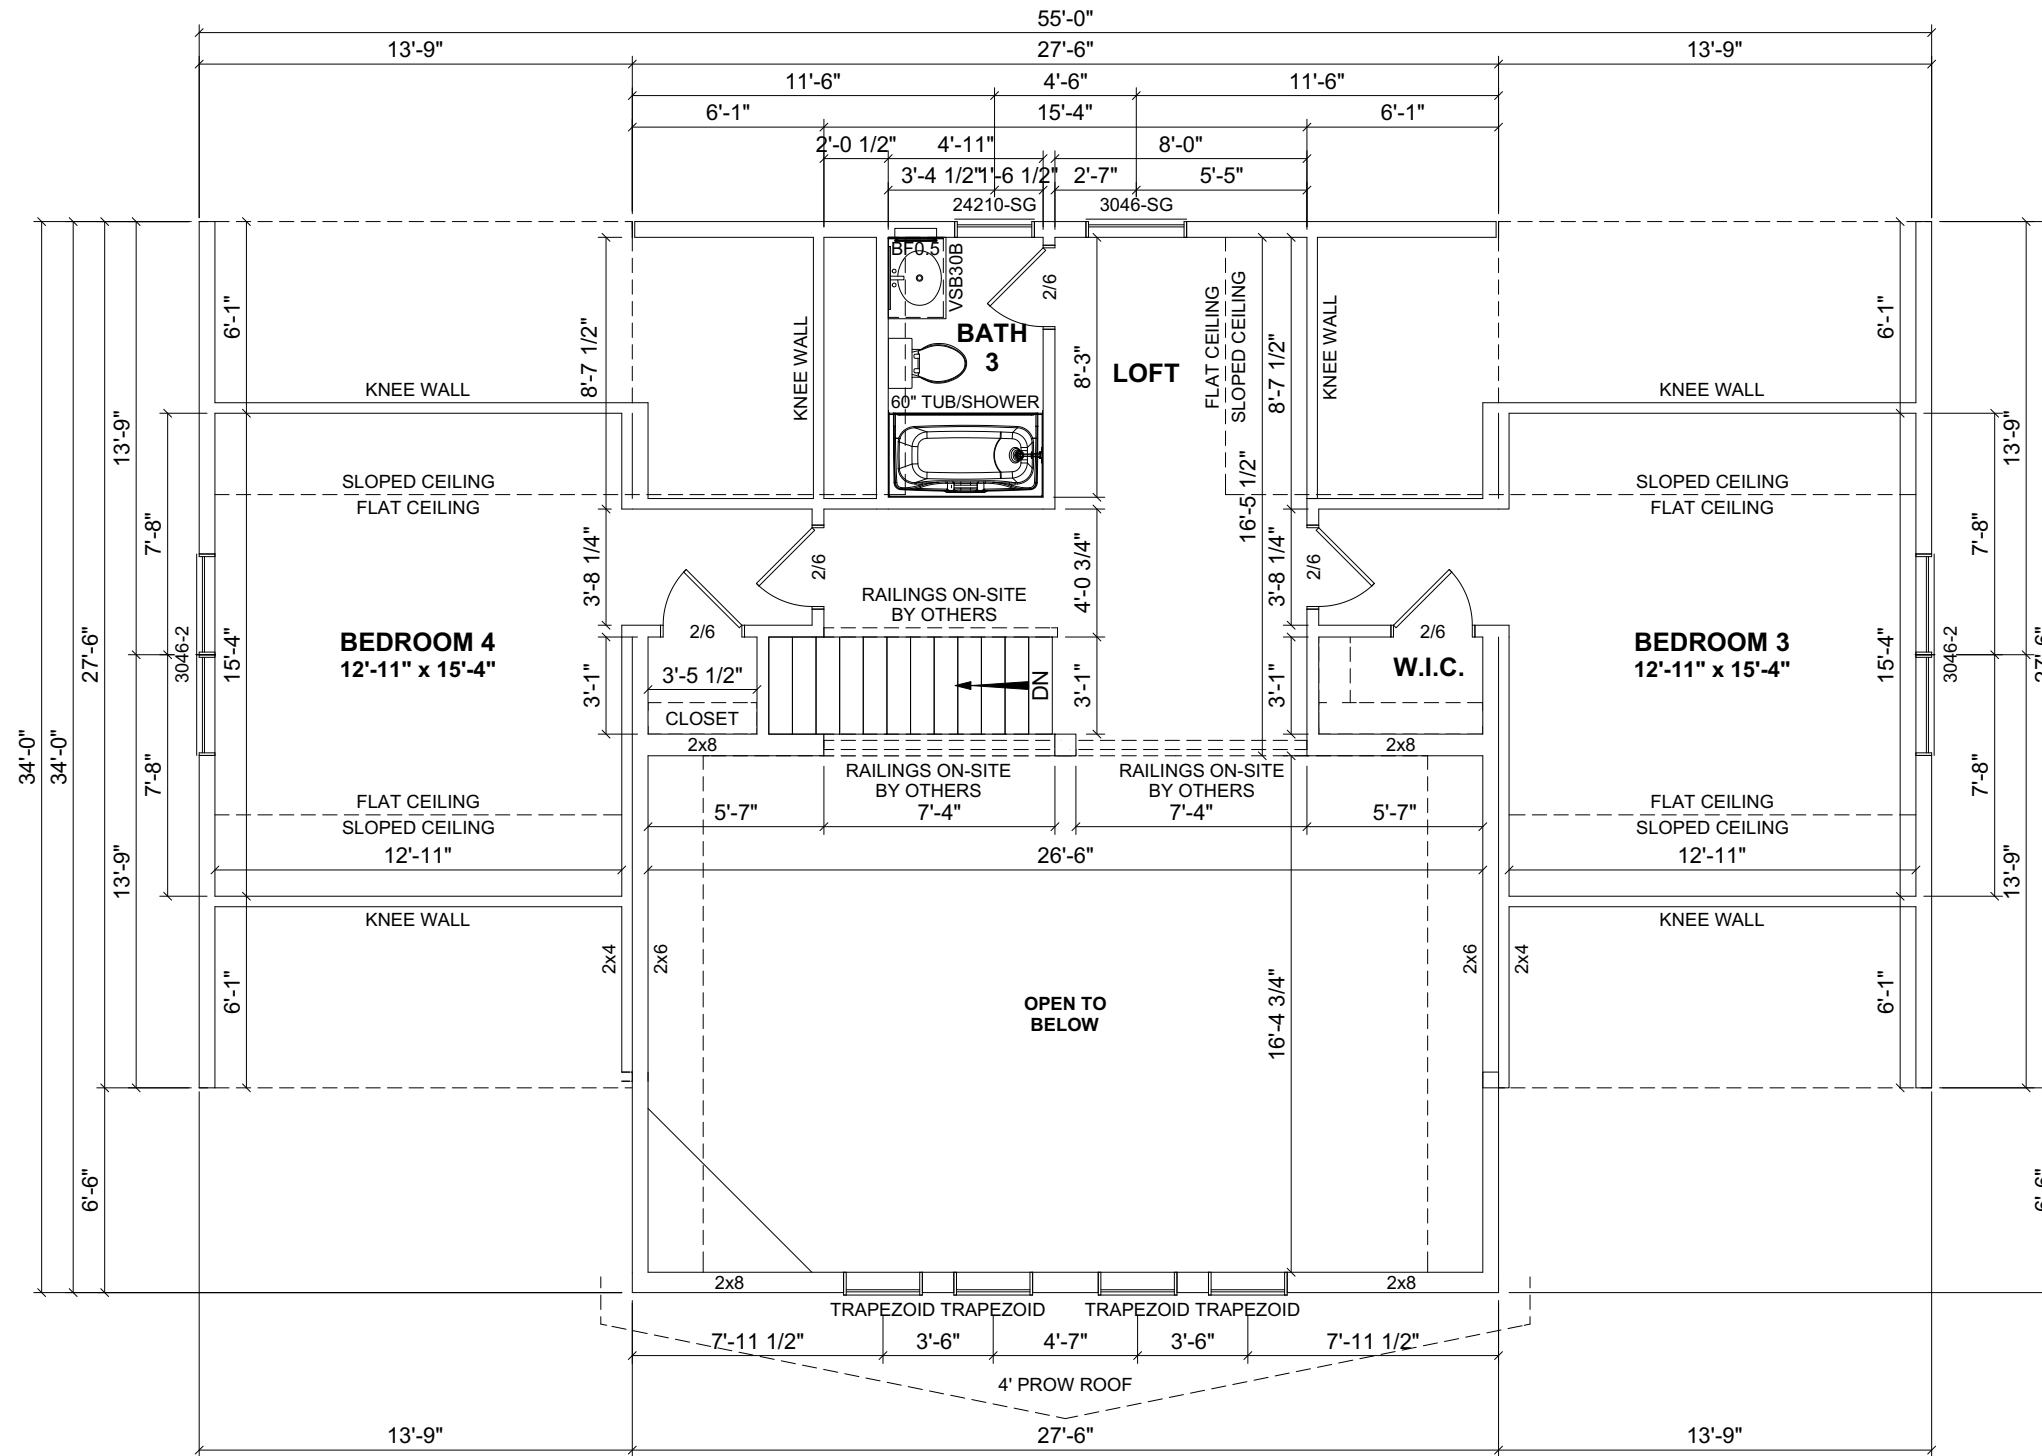 55'-0"
13'-9" 27'-6" 13'-9"
11'-6" 4'-6" 11'-6"
6'-1" 15'-4" 6'-1"
2'-0 1/2" 4'-11" 8'-0"
3'-4 1/2" 1'-6 1/2" 2'-7" 5'-5"
24210-SG 3046-SG
BF0.5
VSB30B
2/6
BATH
3
LOFT
FLAT CEILING
SLOPED CEILING
KNEE WALL
KNEE WALL
6'-1"
8'-7 1/2"
8'-3"
8'-7 1/2"
6'-1"
KNEE WALL
KNEE WALL
60" TUB/SHOWER
13'-9"
13'-9"
SLOPED CEILING
FLAT CEILING
SLOPED CEILING
FLAT CEILING
16'-5 1/2"
7'-8"
3'-8 1/4"
2/6
4'-0 3/4"
3'-8 1/4"
2/6
7'-8"
RAILINGS ON-SITE
BY OTHERS
34'-0"
34'-0"
27'-6"
3046-2
15'-4"
BEDROOM 4
12'-11" x 15'-4"
2/6
3'-1"
3'-5 1/2"
CLOSET
2x8
DN
3'-1"
3'-1"
2/6
W.I.C.
2x8
BEDROOM 3
12'-11" x 15'-4"
15'-4"
3046-2
27'-6"
RAILINGS ON-SITE
BY OTHERS
RAILINGS ON-SITE
BY OTHERS
7'-8"
7'-8"
FLAT CEILING
SLOPED CEILING
FLAT CEILING
SLOPED CEILING
5'-7" 7'-4" 7'-4" 5'-7"
12'-11" 26'-6" 12'-11"
13'-9"
13'-9"
KNEE WALL
KNEE WALL
2x4
2x6
2x6
2x4
6'-1"
6'-1"
OPEN TO
BELOW
16'-4 3/4"
6'-6"
6'-6"
2x8 2x8
TRAPEZOID TRAPEZOID TRAPEZOID TRAPEZOID
7'-11 1/2" 3'-6" 4'-7" 3'-6" 7'-11 1/2"
4' PROW ROOF
13'-9" 27'-6" 13'-9"